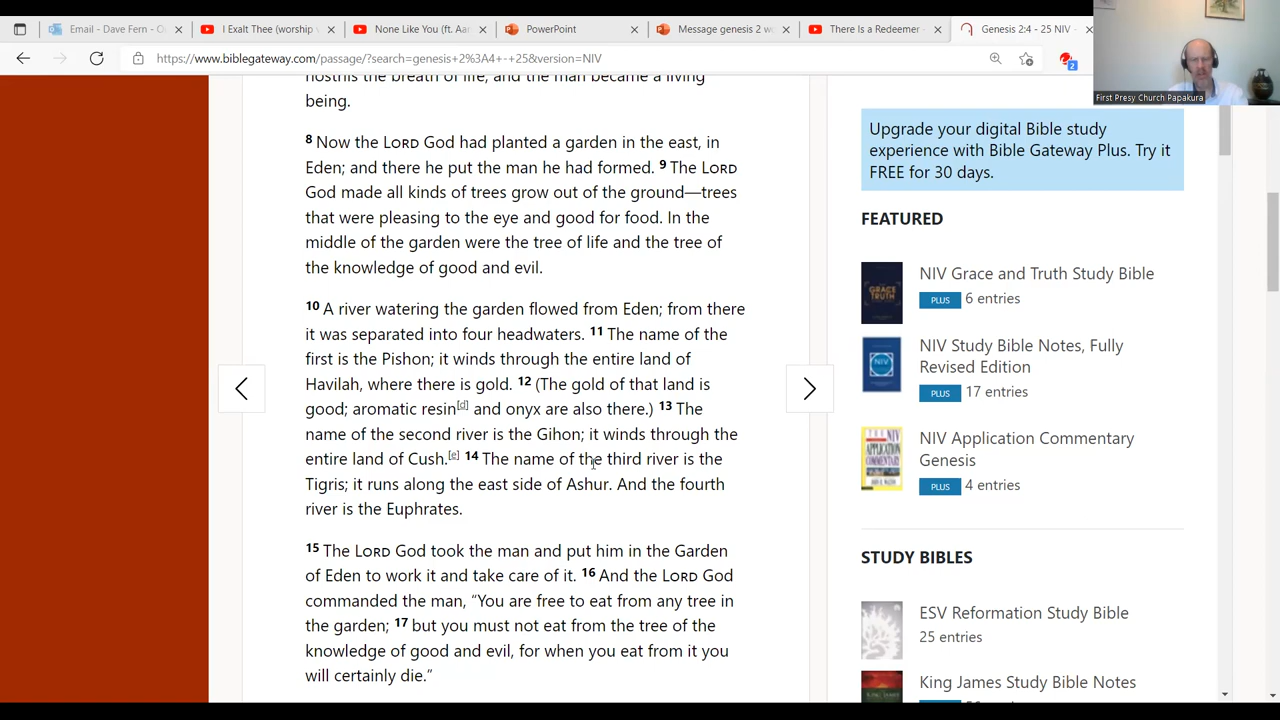 Email - Dave Fern - O
I Exalt Thee (worship
None Like You (ft. Aar
PowerPoint
Message genesis 2 w
There Is a Redeemer -
Genesis 2:4 - 25 NIV -
https://www.biblegateway.com/passage/?search=genesis+2%3A4+-+25&version=NIV
2
First Presy Church Papakura
nostrils the breath of life, and the man became a living
being.
8 Now the LORD God had planted a garden in the east, in
Eden; and there he put the man he had formed. 9 The LORD
God made all kinds of trees grow out of the ground—trees
that were pleasing to the eye and good for food. In the
middle of the garden were the tree of life and the tree of
the knowledge of good and evil.
10 A river watering the garden flowed from Eden; from there
it was separated into four headwaters. 11 The name of the
first is the Pishon; it winds through the entire land of
Havilah, where there is gold. 12 (The gold of that land is
good; aromatic resin[d] and onyx are also there.) 13 The
name of the second river is the Gihon; it winds through the
entire land of Cush.[e] 14 The name of the third river is the
Tigris; it runs along the east side of Ashur. And the fourth
river is the Euphrates.
15 The LORD God took the man and put him in the Garden
of Eden to work it and take care of it. 16 And the LORD God
commanded the man, “You are free to eat from any tree in
the garden; 17 but you must not eat from the tree of the
knowledge of good and evil, for when you eat from it you
will certainly die.”
Upgrade your digital Bible study
experience with Bible Gateway Plus. Try it
FREE for 30 days.
FEATURED
NIV Grace and Truth Study Bible
PLUS 6 entries
NIV Study Bible Notes, Fully
Revised Edition
PLUS 17 entries
NIV Application Commentary
Genesis
PLUS 4 entries
STUDY BIBLES
ESV Reformation Study Bible
25 entries
King James Study Bible Notes